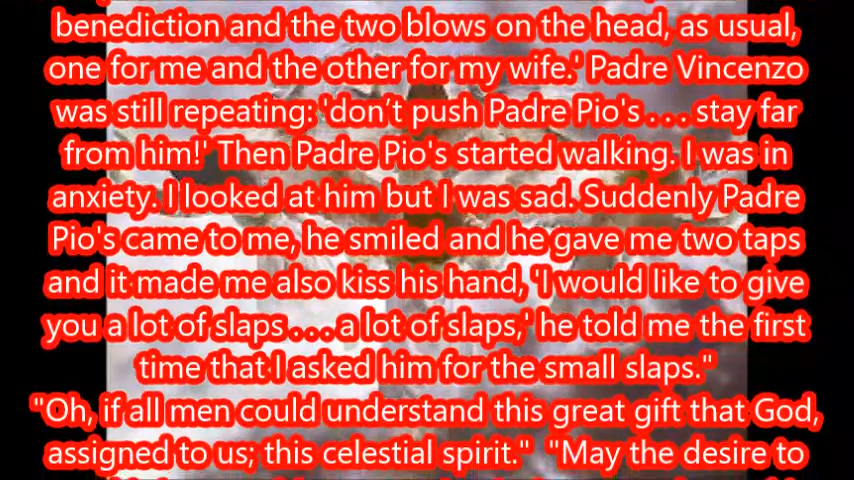 benediction and the two blows on the head, as usual,
one for me and the other for my wife.' Padre Vincenzo
was still repeating: 'don't push Padre Pio's . . . stay far
from him!' Then Padre Pio's started walking. I was in
anxiety. I looked at him but I was sad. Suddenly Padre
Pio's came to me, he smiled and he gave me two taps
and it made me also kiss his hand, 'I would like to give
you a lot of slaps . . . a lot of slaps,' he told me the first
time that I asked him for the small slaps."
"Oh, if all men could understand this great gift that God,
assigned to us; this celestial spirit." "May the desire to